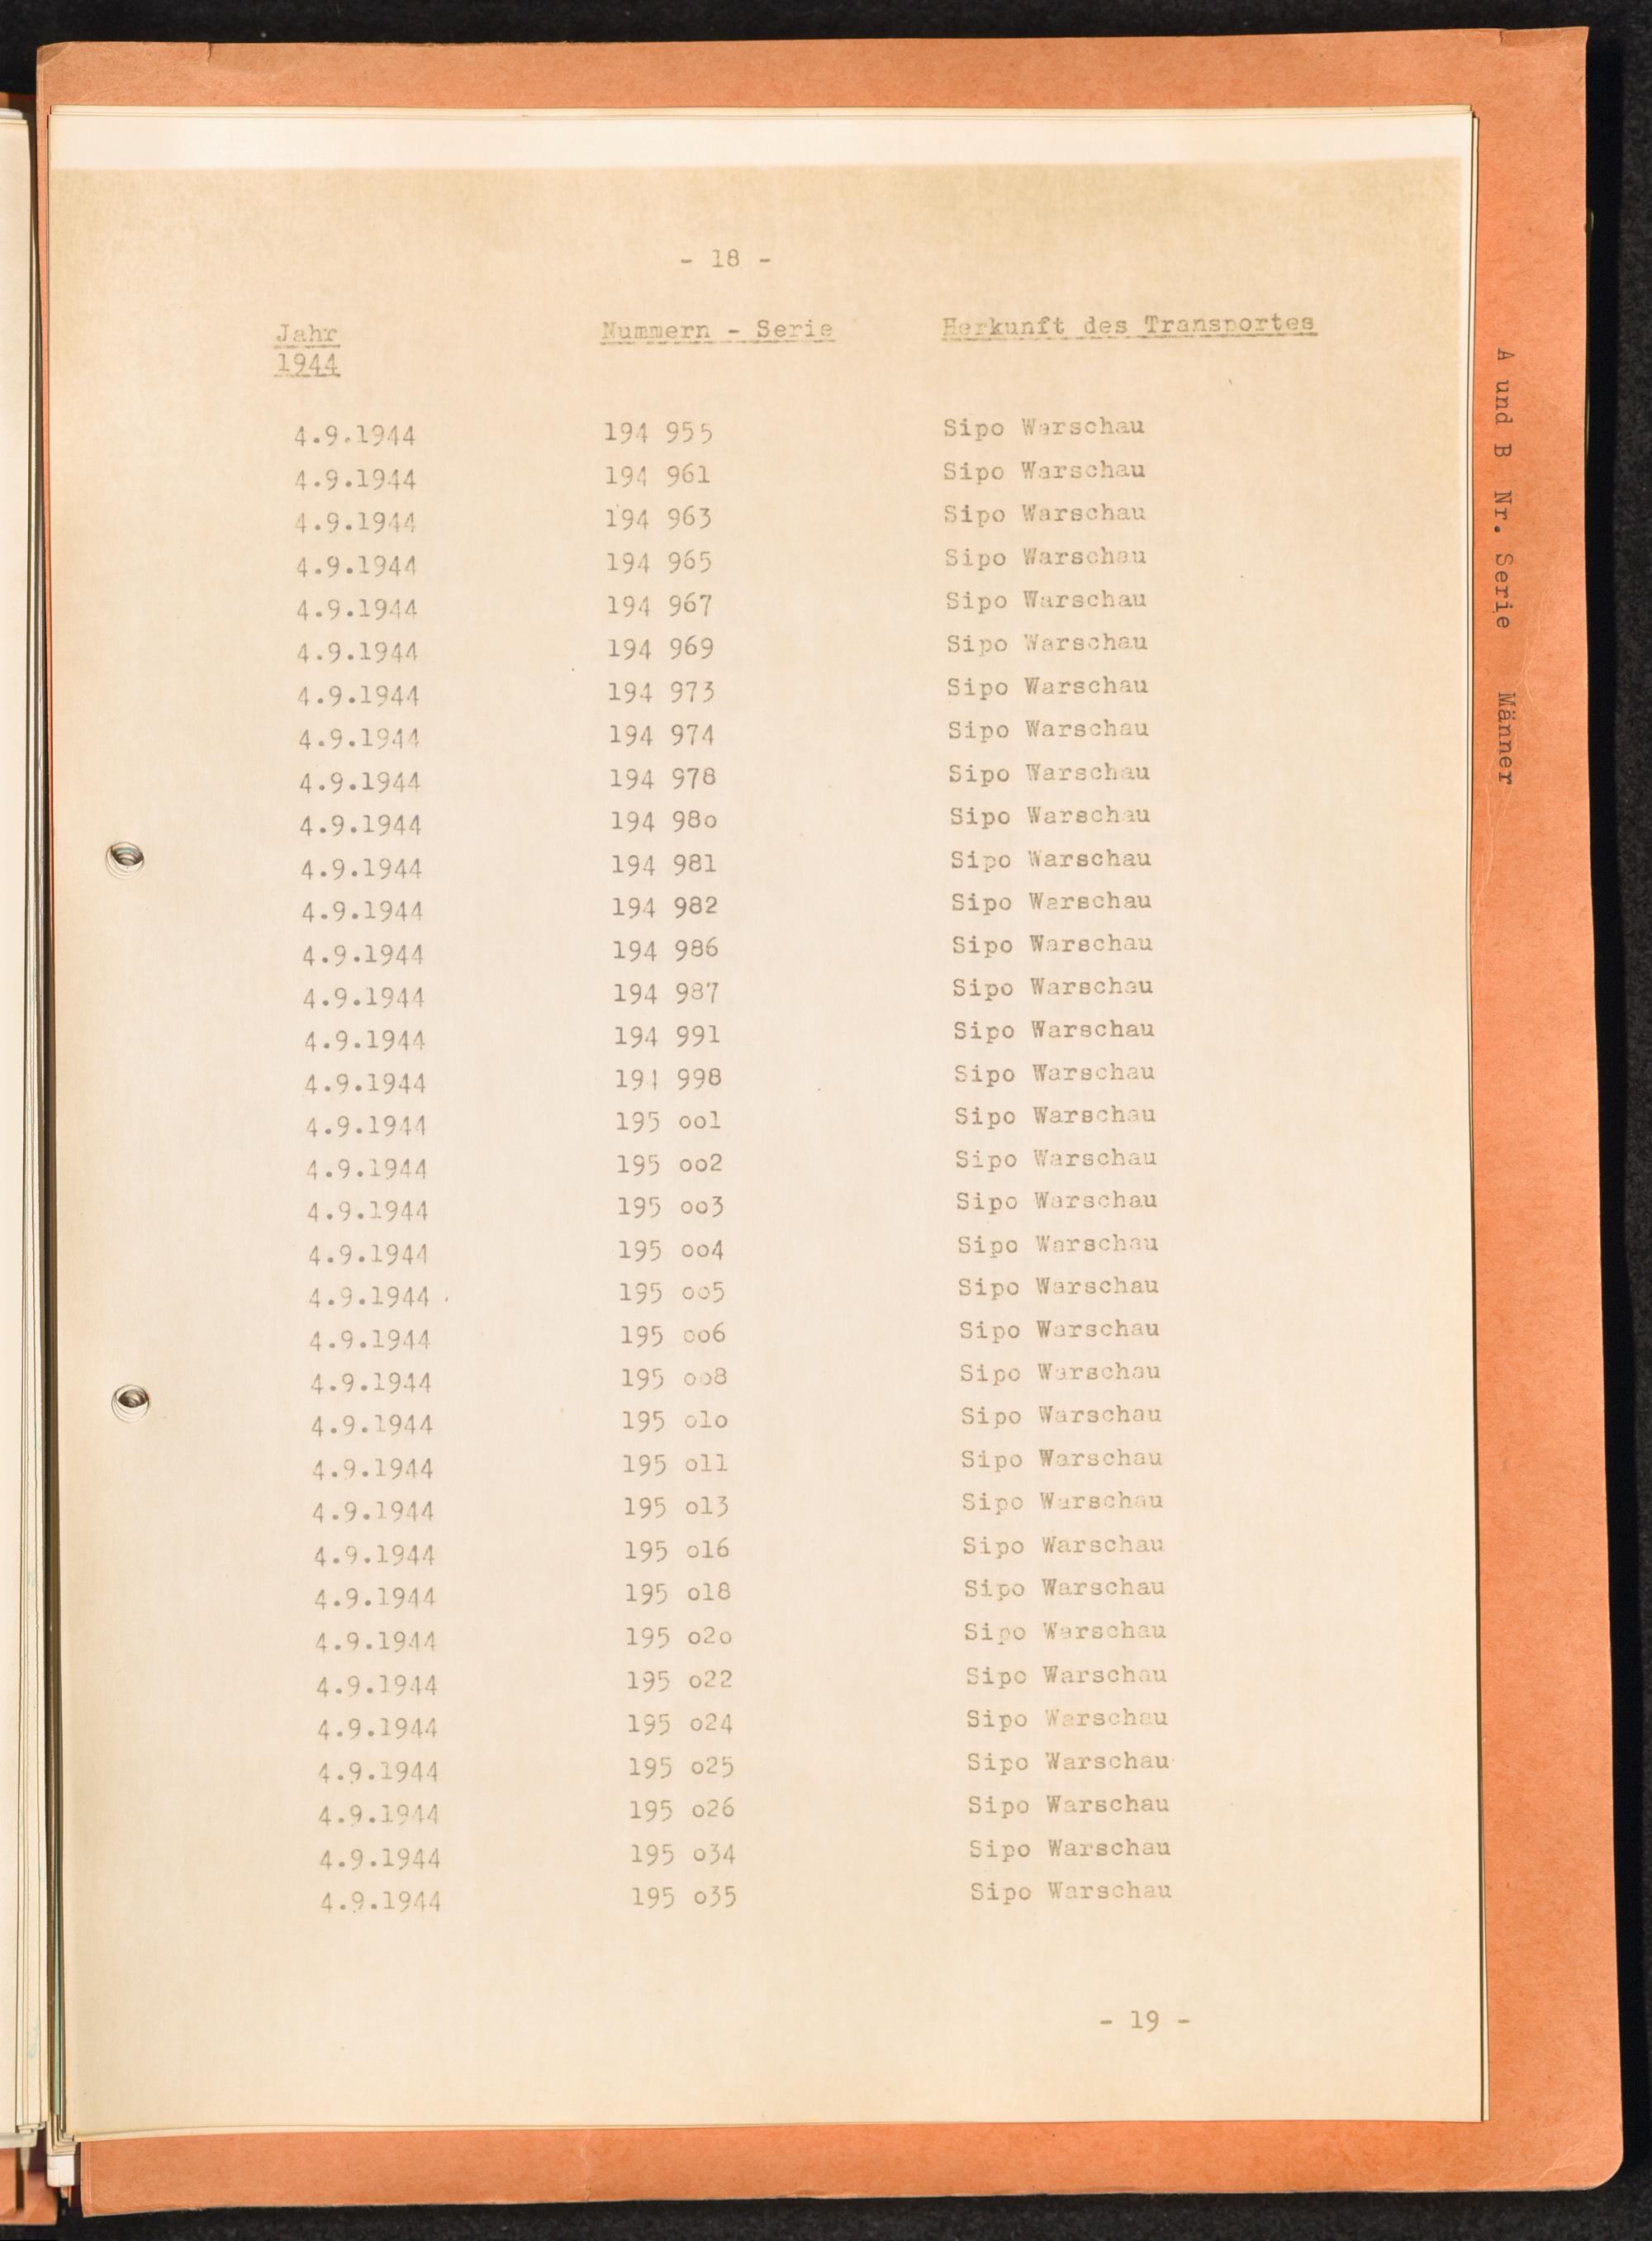 - 18 -
Jahr Nummern - Serie Herkunft des Transportes
1944
4.9.1944 194 955 Sipo Warschau
4.9.1944 194 961 Sipo Warschau
4.9.1944 194 963 Sipo Warschau
4.9.1944 194 965 Sipo Warschau
4.9.1944 194 967 Sipo Warschau
4.9.1944 194 969 Sipo Warschau
4.9.1944 194 973 Sipo Warschau
4.9.1944 194 974 Sipo Warschau
4.9.1944 194 978 Sipo Warschau
4.9.1944 194 98o Sipo Warschau
4.9.1944 194 981 Sipo Warschau
4.9.1944 194 982 Sipo Warschau
4.9.1944 194 986 Sipo Warschau
4.9.1944 194 987 Sipo Warschau
4.9.1944 194 991 Sipo Warschau
4.9.1944 194 998 Sipo Warschau
4.9.1944 195 oo1 Sipo Warschau
4.9.1944 195 oo2 Sipo Warschau
4.9.1944 195 oo3 Sipo Warschau
4.9.1944 195 oo4 Sipo Warschau
4.9.1944 195 oo5 Sipo Warschau
4.9.1944 195 oo6 Sipo Warschau
4.9.1944 195 oo8 Sipo Warschau
4.9.1944 195 o1o Sipo Warschau
4.9.1944 195 o11 Sipo Warschau
4.9.1944 195 o13 Sipo Warschau
4.9.1944 195 o16 Sipo Warschau
4.9.1944 195 o18 Sipo Warschau
4.9.1944 195 o2o Sipo Warschau
4.9.1944 195 o22 Sipo Warschau
4.9.1944 195 o24 Sipo Warschau
4.9.1944 195 o25 Sipo Warschau
4.9.1944 195 o26 Sipo Warschau
4.9.1944 195 o34 Sipo Warschau
4.9.1944 195 o35 Sipo Warschau
- 19 -
A und B Nr. Serie Männer